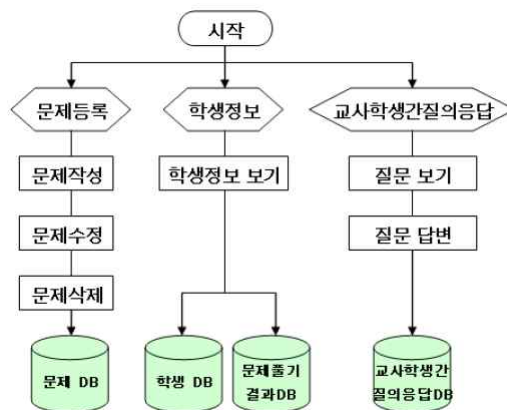 시작
문제등록
학생정보
교사학생간질의응답
문제작성
학생정보 보기
질문 보기
문제수정
질문 답변
문제삭제
문제 DB
학생 DB
문제풀기
결과DB
교사학생간
질의응답DB